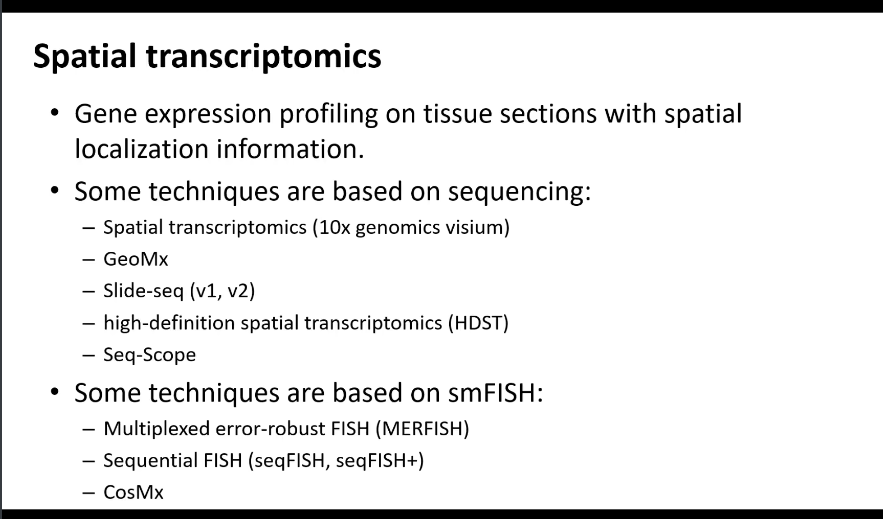 Spatial transcriptomics
• Gene expression profiling on tissue sections with spatial
localization information.
• Some techniques are based on sequencing:
– Spatial transcriptomics (10x genomics visium)
– GeoMx
– Slide-seq (v1, v2)
– high-definition spatial transcriptomics (HDST)
– Seq-Scope
• Some techniques are based on smFISH:
– Multiplexed error-robust FISH (MERFISH)
– Sequential FISH (seqFISH, seqFISH+)
– CosMx